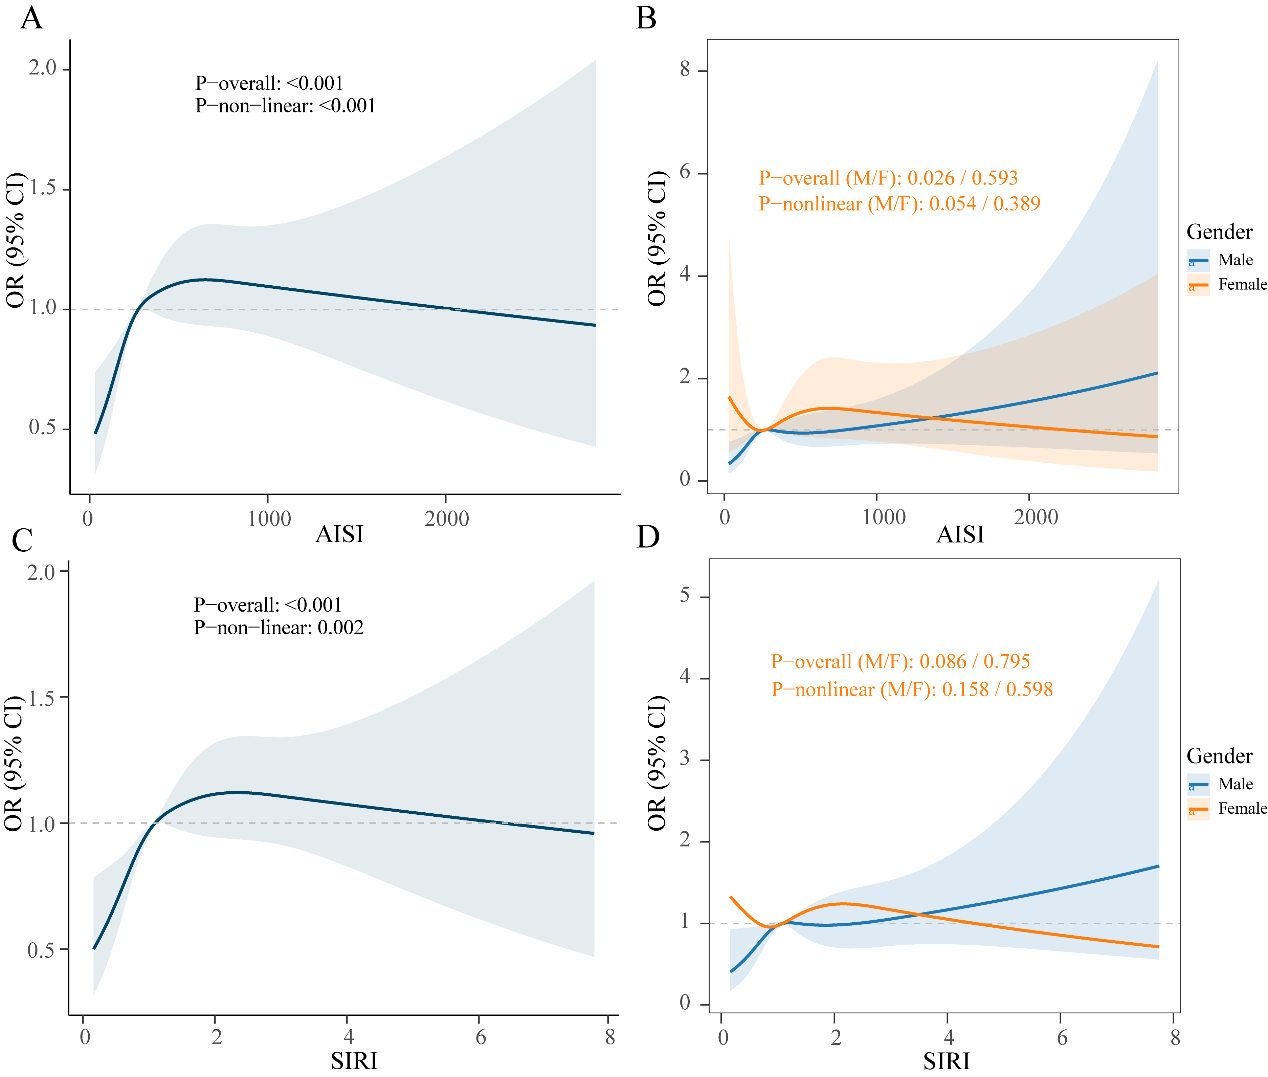 A
OR (95% CI)
2.0
1.5
1.0
0.5
P−overall: <0.001
P−non−linear: <0.001
0
1000
2000
AISI
B
OR (95% CI)
8
6
4
2
0
P−overall (M/F): 0.026 / 0.593
P−nonlinear (M/F): 0.054 / 0.389
0
1000
2000
AISI
Gender
a Male
a Female
C
OR (95% CI)
2.0
1.5
1.0
0.5
P−overall: <0.001
P−non−linear: 0.002
0
2
4
6
8
SIRI
D
OR (95% CI)
5
4
3
2
1
0
P−overall (M/F): 0.086 / 0.795
P−nonlinear (M/F): 0.158 / 0.598
0
2
4
6
8
SIRI
Gender
a Male
a Female